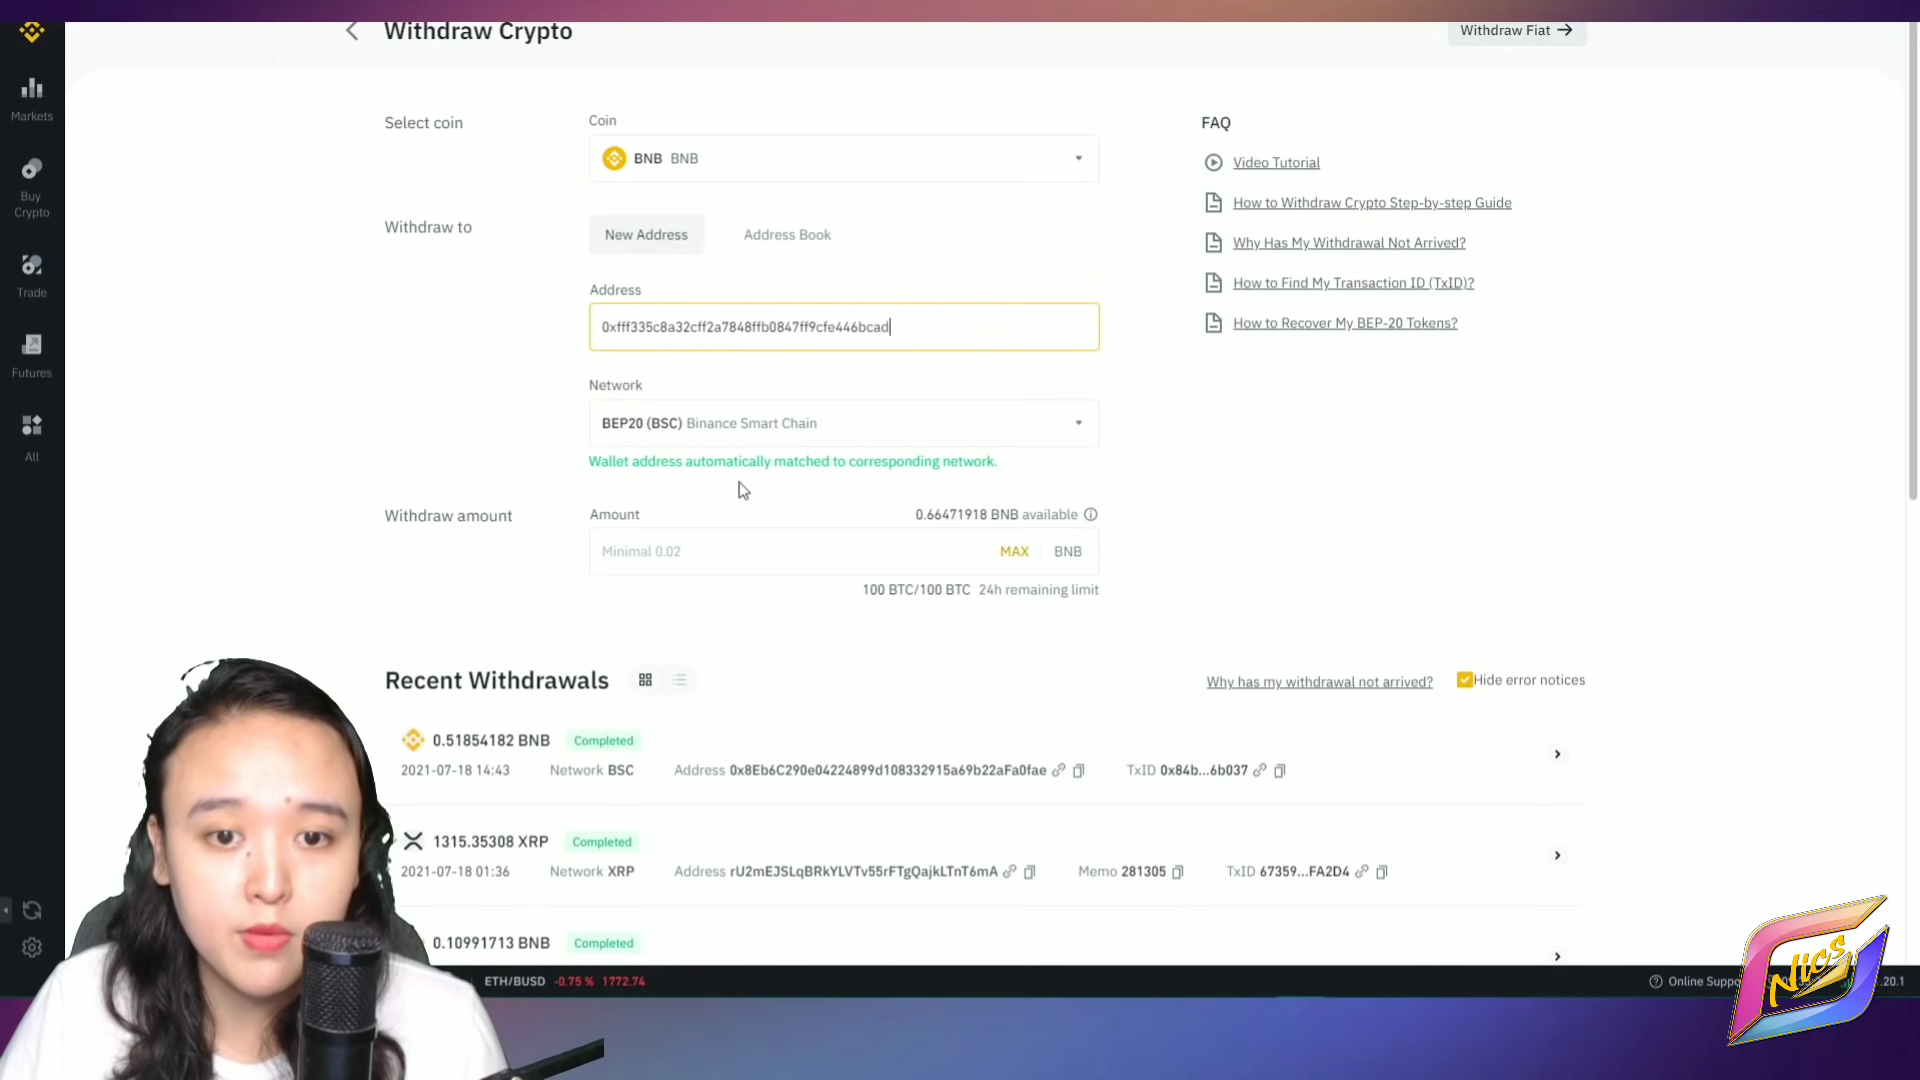 Withdraw Crypto
Withdraw Fiat →
Markets
Buy
Crypto
Trade
Futures
All
Select coin
Coin
BNB BNB
Withdraw to
New Address
Address Book
Address
0xfff335c8a32cff2a7848ffb0847ff9cfe446bcad
Network
BEP20 (BSC) Binance Smart Chain
Wallet address automatically matched to corresponding network.
Withdraw amount
Amount
0.66471918 BNB available
Minimal 0.02
MAX
BNB
100 BTC/100 BTC 24h remaining limit
FAQ
Video Tutorial
How to Withdraw Crypto Step-by-step Guide
Why Has My Withdrawal Not Arrived?
How to Find My Transaction ID (TxID)?
How to Recover My BEP-20 Tokens?
Recent Withdrawals
Why has my withdrawal not arrived?
Hide error notices
0.51854182 BNB Completed
2021-07-18 14:43 Network BSC Address 0x8Eb6C290e04224899d108332915a69b22aFa0fae TxID 0x84b...6b037
1315.35308 XRP Completed
2021-07-18 01:36 Network XRP Address rU2mEJSLqBRkYLVTv55rFTgQajkLTnT6mA Memo 281305 TxID 67359...FA2D4
0.10991713 BNB Completed
ETH/BUSD -0.75 % 1772.74
Online Suppo
.20.1
Nics